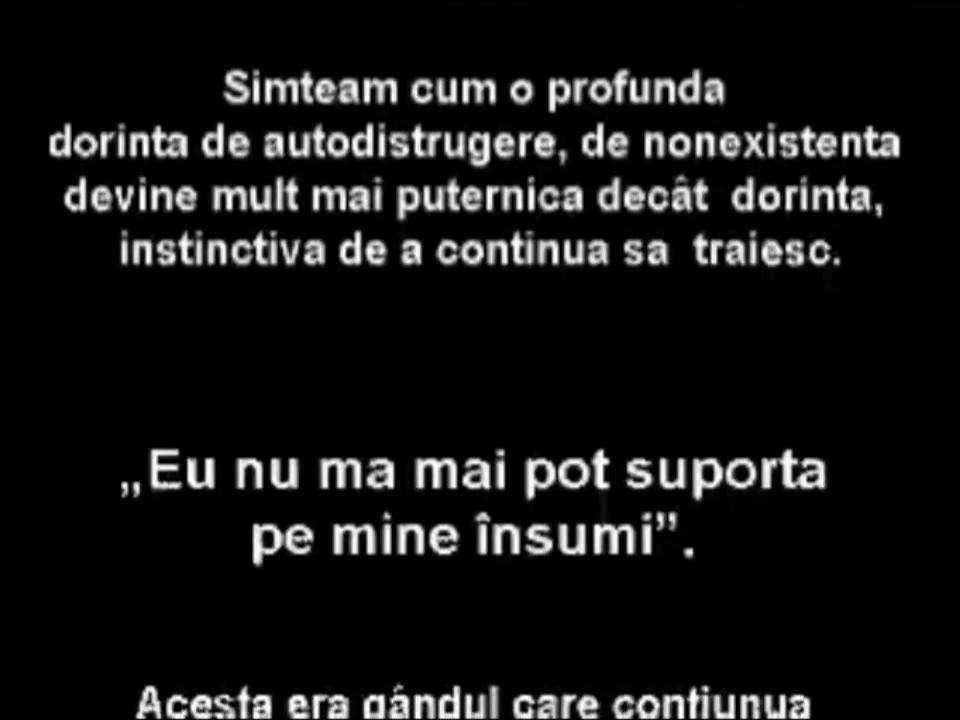 Simteam cum o profunda
dorinta de autodistrugere, de nonexistenta
devine mult mai puternica decât dorinta,
instinctiva de a continua sa traiesc.
„Eu nu ma mai pot suporta
pe mine însumi”.
Acesta era gândul care contiunua